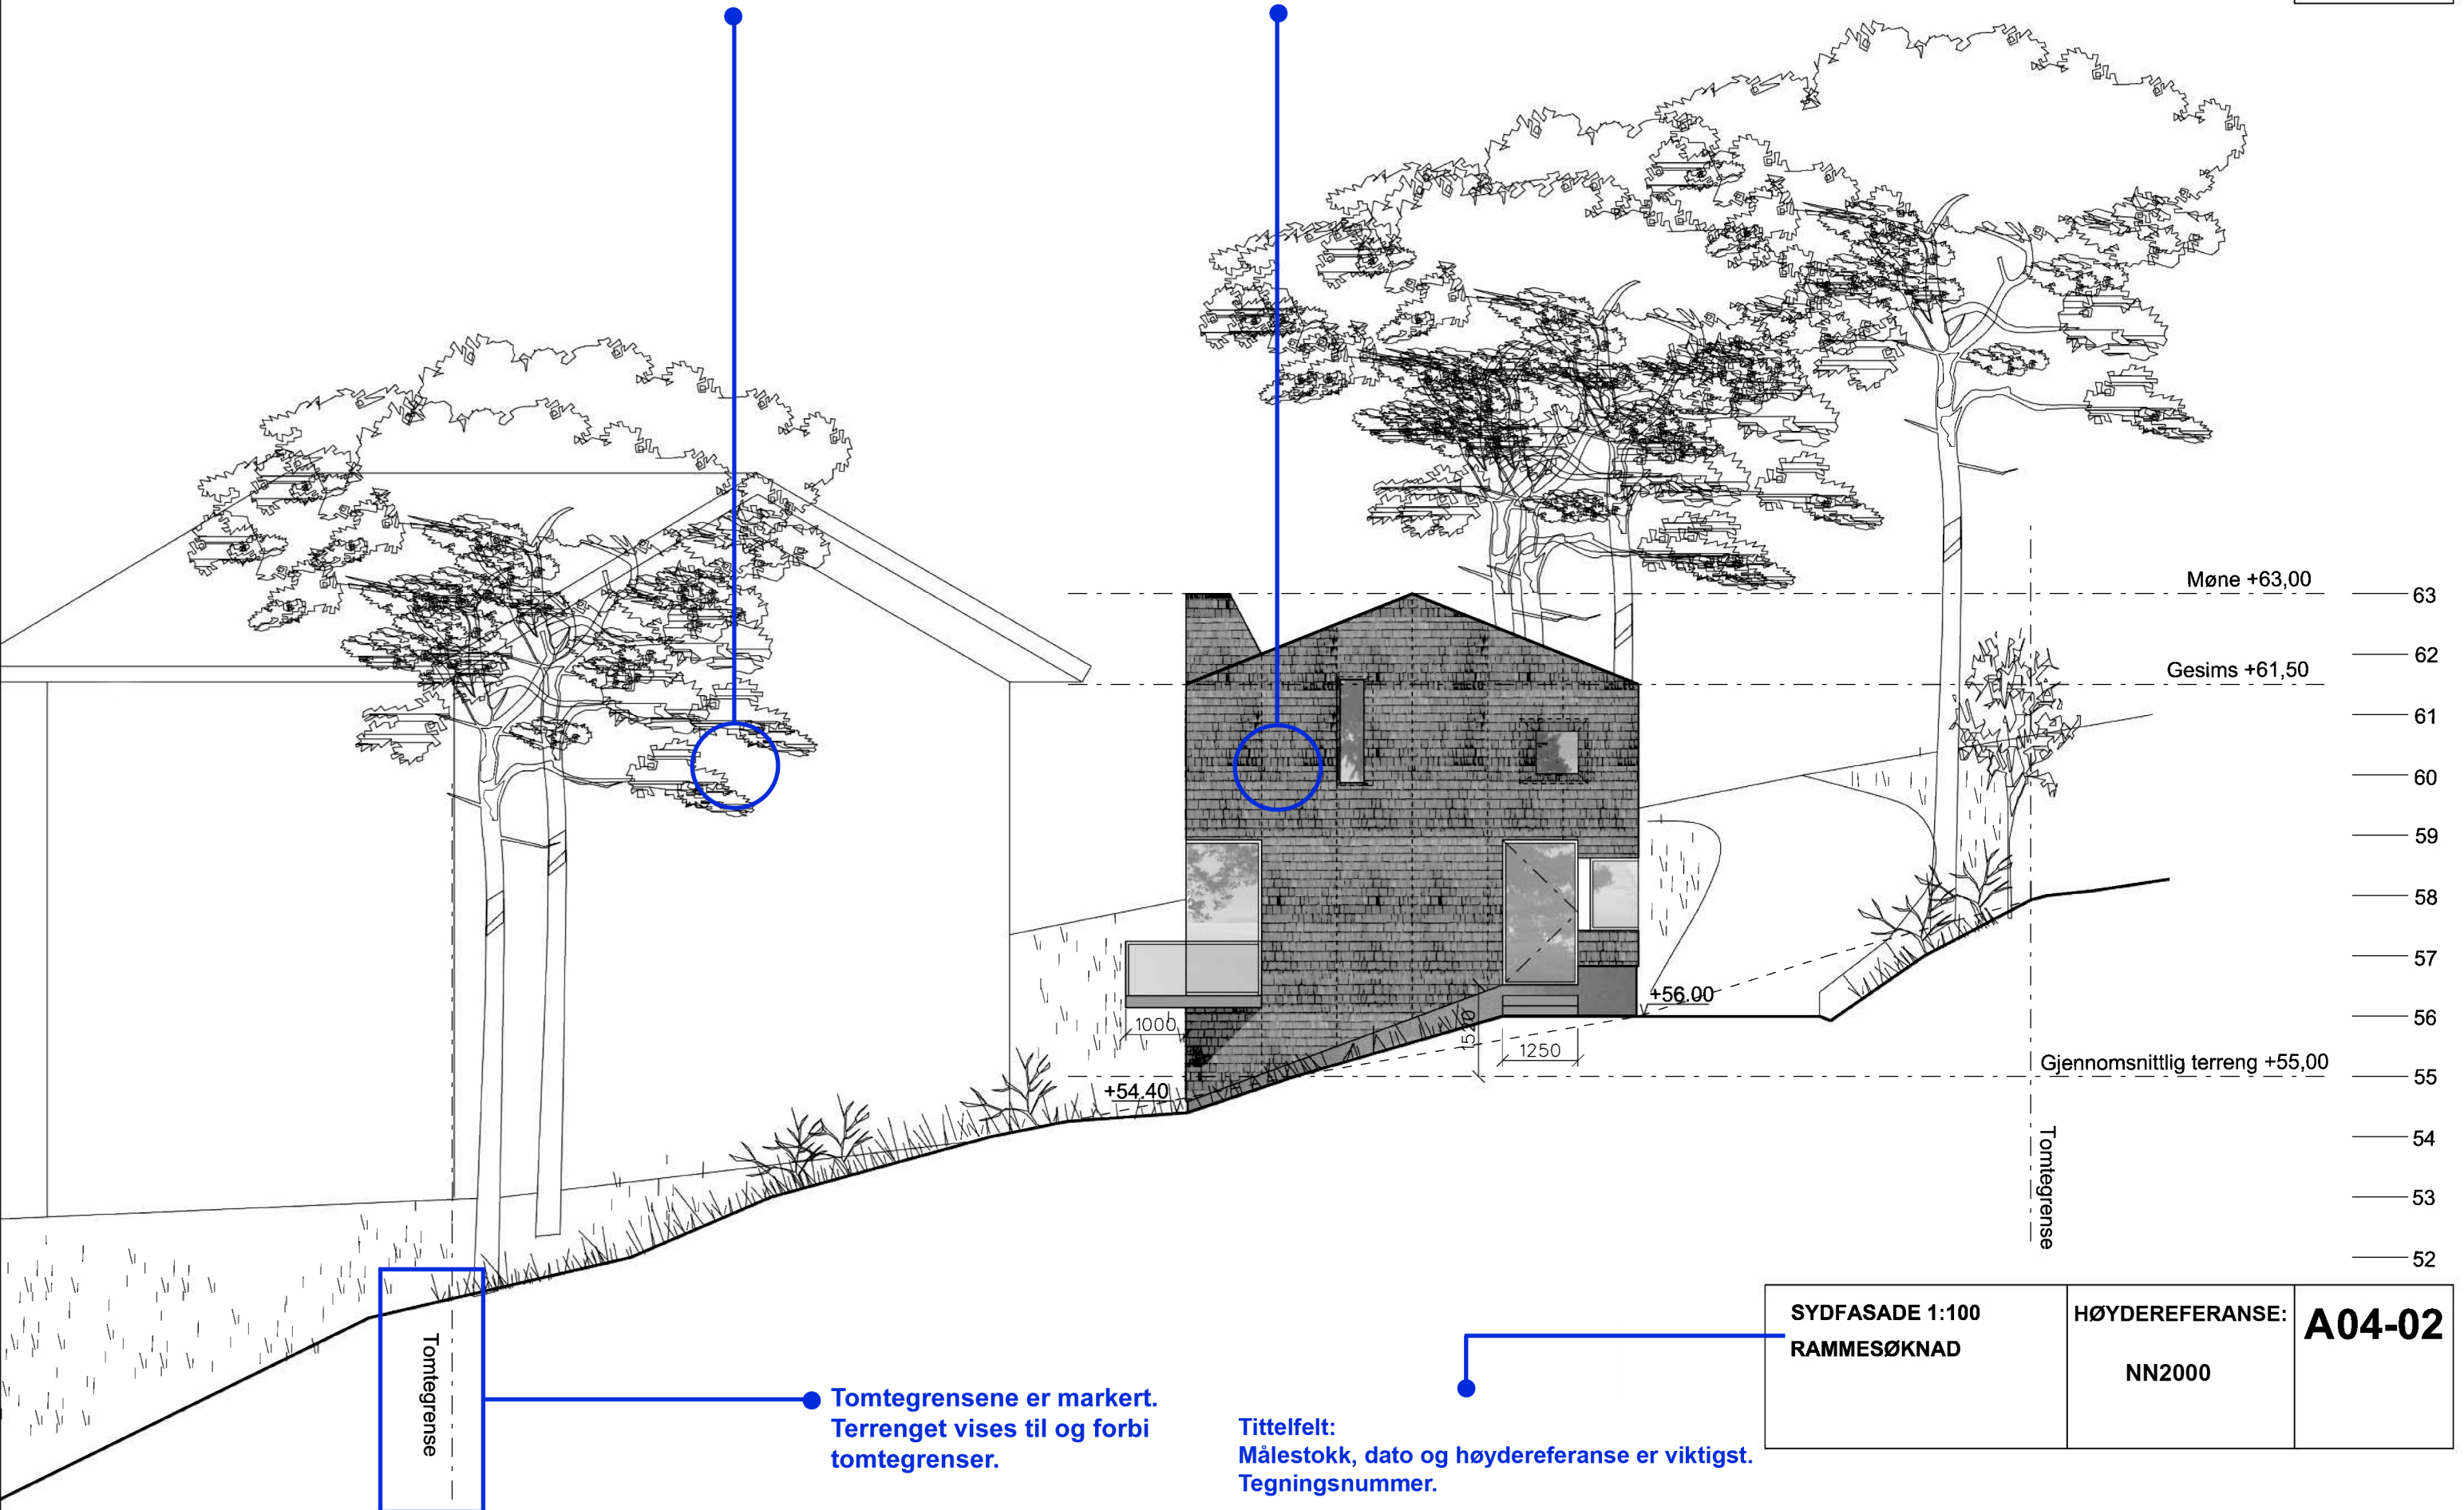 Møne +63,00
63
62
Gesims +61,50
61
60
59
58
57
+56.00
56
1000
1520
1250
Gjennomsnittlig terreng +55,00
55
+54.40
54
Tomtegrense
53
52
Tomtegrense
SYDFASADE 1:100
RAMMESØKNAD
HØYDEREFERANSE:
NN2000
A04-02
Tomtegrensene er markert.
Terrenget vises til og forbi
tomtegrenser.
Tittelfelt:
Målestokk, dato og høydereferanse er viktigst.
Tegningsnummer.